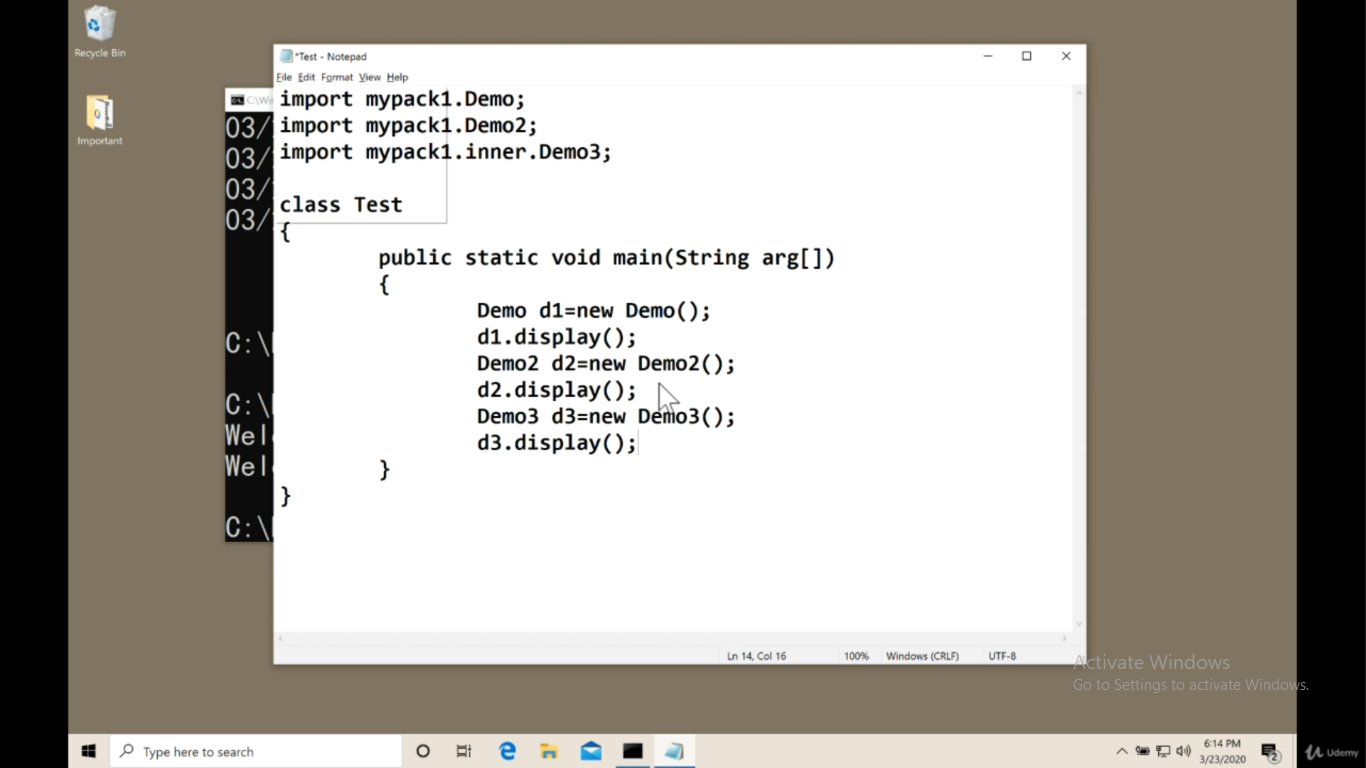 Recycle Bin
Important
*Test - Notepad
File Edit Format View Help
import mypack1.Demo;
import mypack1.Demo2;
import mypack1.inner.Demo3;
class Test
{
public static void main(String arg[])
{
Demo d1=new Demo();
d1.display();
Demo2 d2=new Demo2();
d2.display();
Demo3 d3=new Demo3();
d3.display();
}
}
C:\Wi
03/
03/
03/
03/
C:\
C:\
Wel
Wel
C:\
Ln 14, Col 16 100% Windows (CRLF) UTF-8
Activate Windows
Go to Settings to activate Windows.
Type here to search
6:14 PM
3/23/2020
2
Udemy